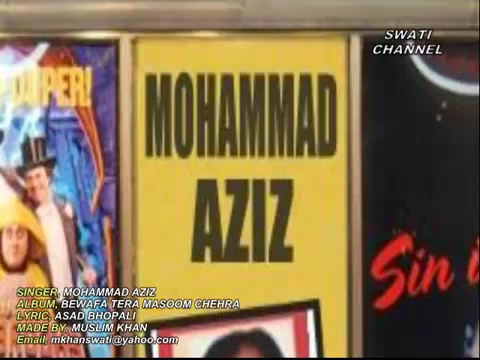 SWATI
CHANNEL
MOHAMMAD
AZIZ
Sin
SINGER, MOHAMMAD AZIZ
ALBUM, BEWAFA TERA MASOOM CHEHRA
LYRIC, ASAD BHOPALI
MADE BY, MUSLIM KHAN
Email, mkhanswati@yahoo.com